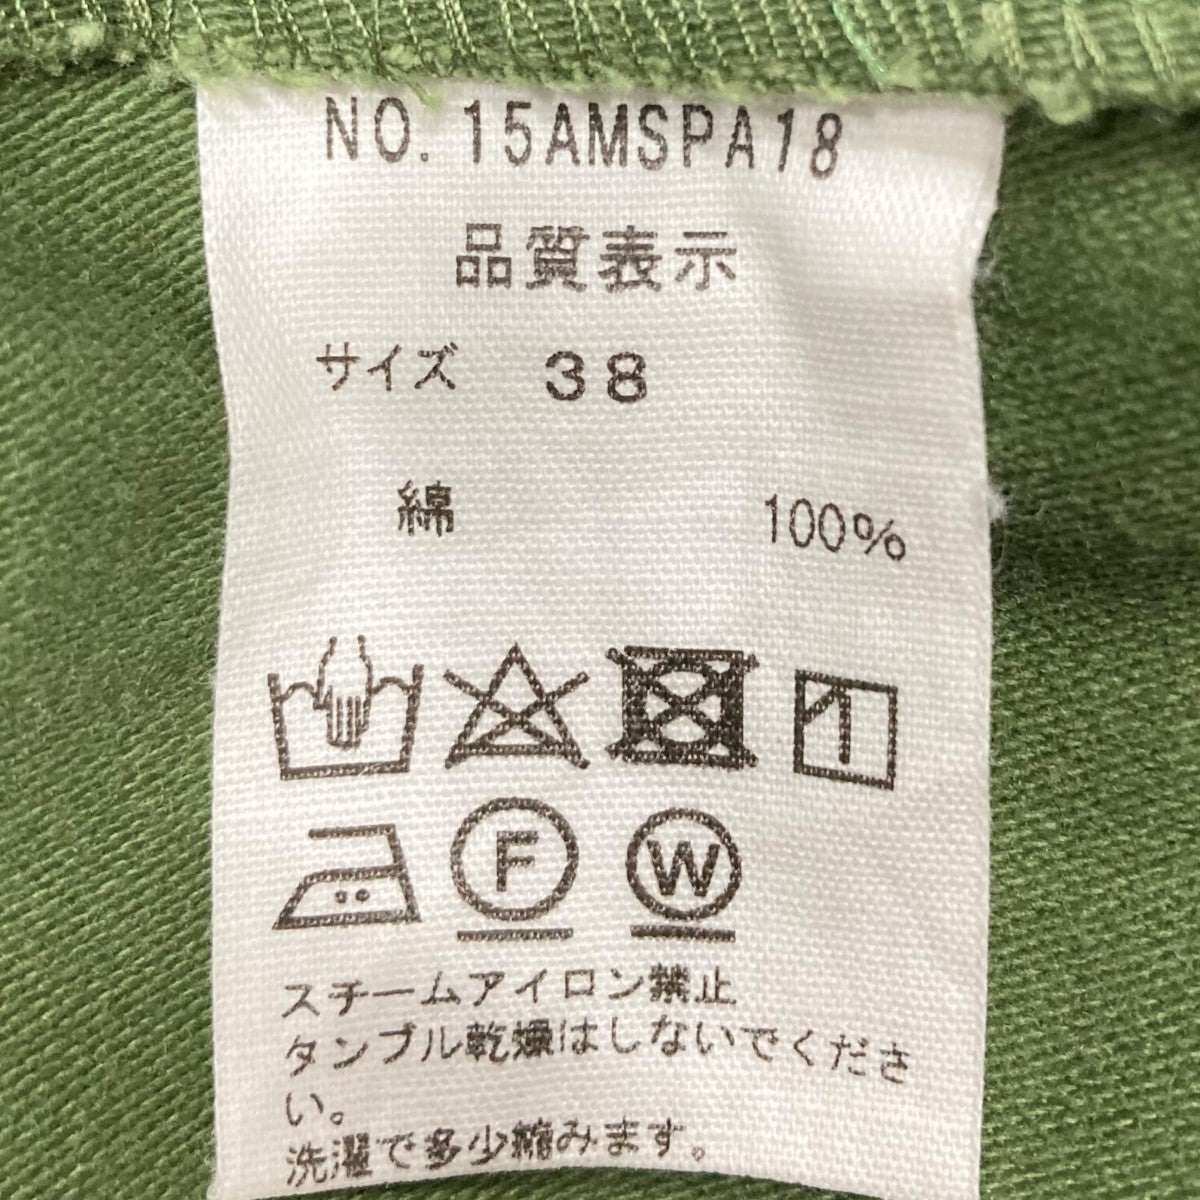 NO. 15AMSPA18
品質表示
サイズ 38
綿 100%
F W
スチームアイロン禁止
タンブル乾燥はしないでくださ
い。
洗濯で多少縮みます。